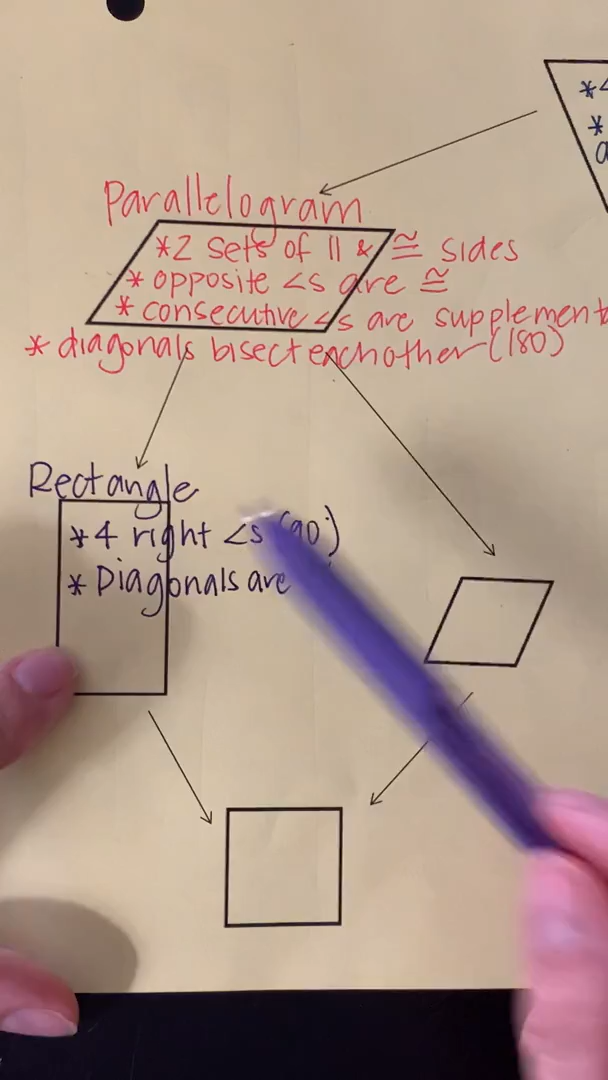 *∠
*
a
Parallelogram
*2 sets of || & ≅ sides
* opposite ∠s are ≅
* consecutive ∠s are supplement
* diagonals bisect eachother (180)
Rectangle
*4 right ∠s (90)
* Diagonals are